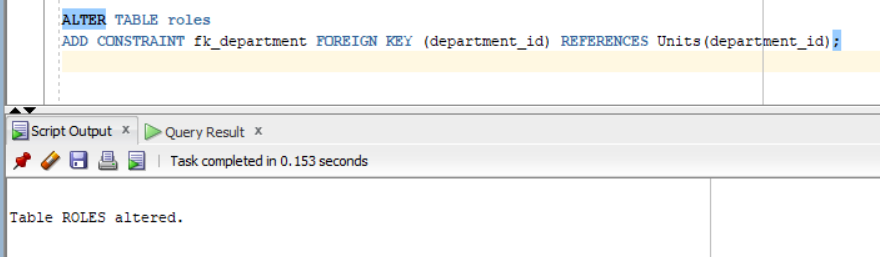 ALTER TABLE roles
ADD CONSTRAINT fk_department FOREIGN KEY (department_id) REFERENCES Units(department_id);
Script Output x Query Result x
Task completed in 0.153 seconds
Table ROLES altered.